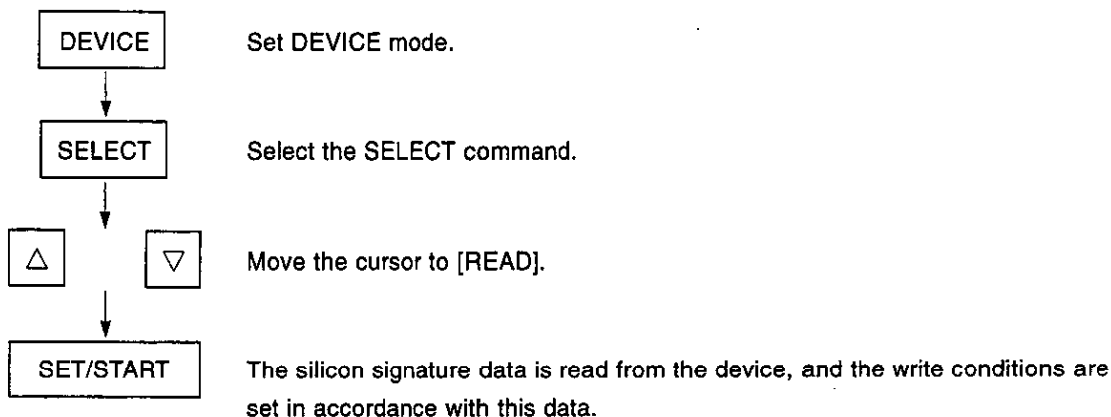 DEVICE Set DEVICE mode.
SELECT Select the SELECT command.
△ ▽ Move the cursor to [READ].
SET/START The silicon signature data is read from the device, and the write conditions are
set in accordance with this data.